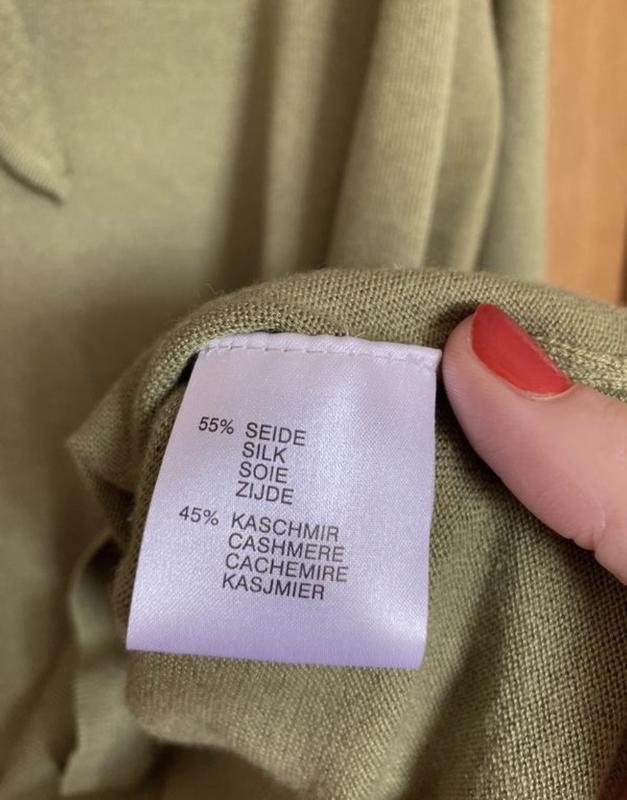 55% SEIDE
SILK
SOIE
ZIJDE
45% KASCHMIR
CASHMERE
CACHEMIRE
KASJMIER